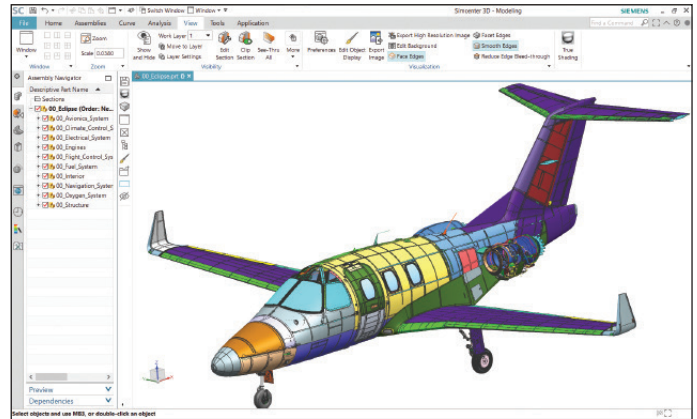 SC Switch Window Window Simcenter 3D - Modeling SIEMENS
File Home Assemblies Curve Analysis View Tools Application
Find a Command
Window
Zoom
Scale 0.0380
Show and Hide
Work Layer 1
Move to Layer
Layer Settings
Edit Section
Clip Section
See-Thru All
More
Preferences
Edit Object Display
Export Image
Export High Resolution Image
Edit Background
Face Edges
Facet Edges
Smooth Edges
Reduce Edge Bleed-through
True Shading
Window Zoom Visibility Visualization
Assembly Navigator
00_Eclipse.prt
Descriptive Part Name
Sections
00_Eclipse (Order: Ne...
00_Avionics_System
00_Climate_Control_S
00_Electrical_System
00_Engines
00_Flight_Control_Sys
00_Fuel_System
00_Interior
00_Navigation_System
00_Oxygen_System
00_Structure
Preview
Dependencies
Select objects and use MB3, or double-click an object